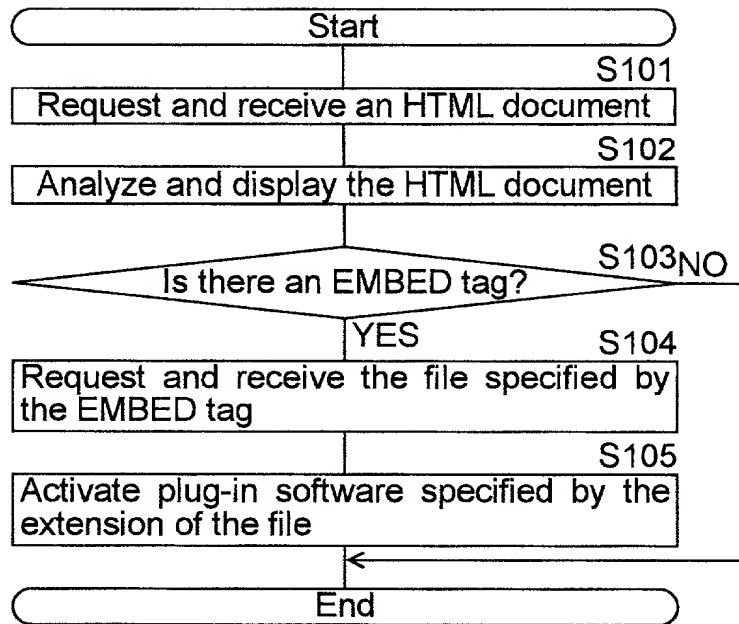 Start
S101
Request and receive an HTML document
S102
Analyze and display the HTML document
S103
Is there an EMBED tag?
NO
YES
S104
Request and receive the file specified by
the EMBED tag
S105
Activate plug-in software specified by the
extension of the file
End